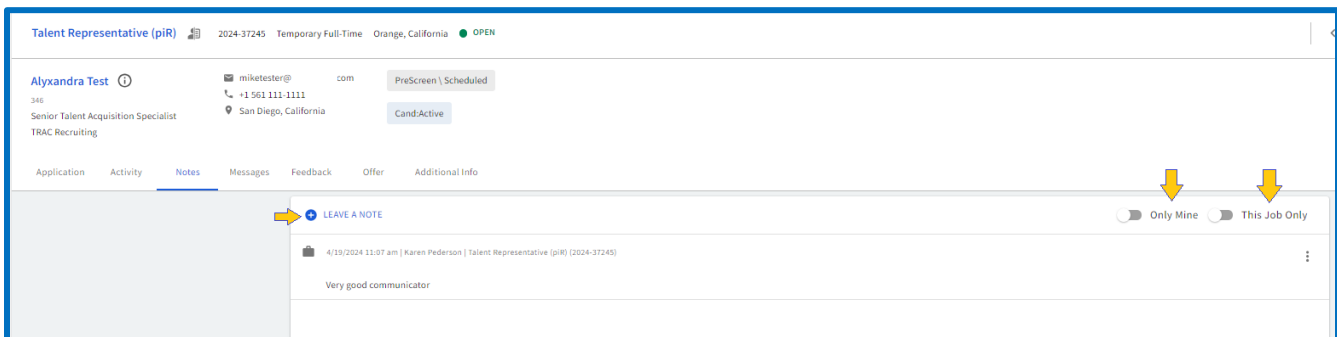 Talent Representative (piR) 2024-37245 Temporary Full-Time Orange, California OPEN
Alyxandra Test
346
Senior Talent Acquisition Specialist
TRAC Recruiting
miketester@ com
+1 561 111-1111
San Diego, California
PreScreen \ Scheduled
Cand:Active
Application Activity Notes Messages Feedback Offer Additional Info
LEAVE A NOTE Only Mine This Job Only
4/19/2024 11:07 am | Karen Pederson | Talent Representative (piR) (2024-37245)
Very good communicator